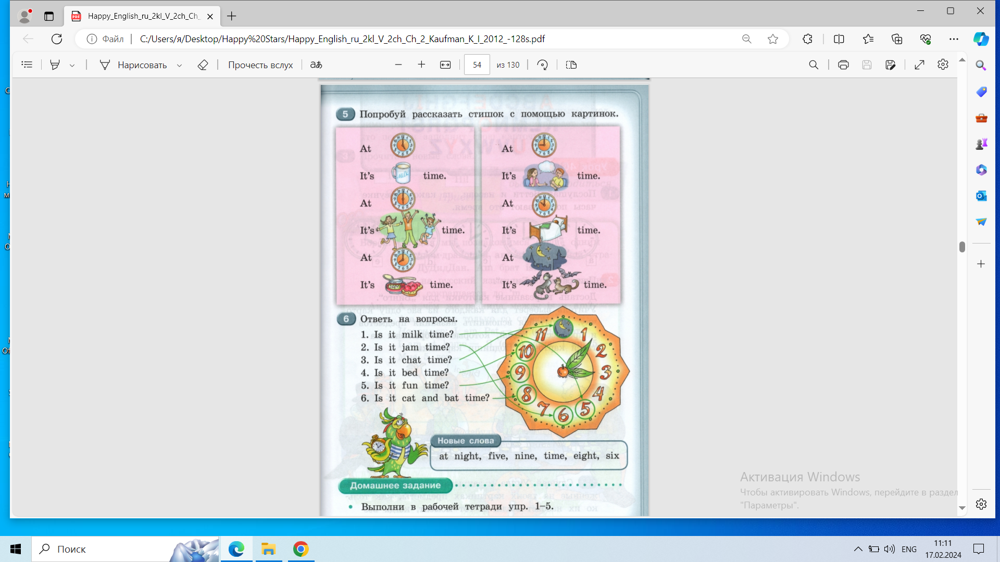 Happy_English_ru_2kl_V_2ch_Ch_
Файл
C:/Users/я/Desktop/Happy%20Stars/Happy_English_ru_2kl_V_2ch_Ch_2_Kaufman_K_I_2012_-128s.pdf
Нарисовать
Прочесть вслух
аあ
54
из 130
5 Попробуй рассказать стишок с помощью картинок.
At
It's milk time.
At
It's time.
At
It's JAM time.
At
It's time.
At
It's time.
At
It's time.
6 Ответь на вопросы.
1. Is it milk time?
2. Is it jam time?
3. Is it chat time?
4. Is it bed time?
5. Is it fun time?
6. Is it cat and bat time?
1
2
3
4
5
6
7
8
9
10
11
Новые слова
at night, five, nine, time, eight, six
Домашнее задание
• Выполни в рабочей тетради упр. 1–5.
Активация Windows
Чтобы активировать Windows, перейдите в раздел
"Параметры".
Поиск
ENG
11:11
17.02.2024